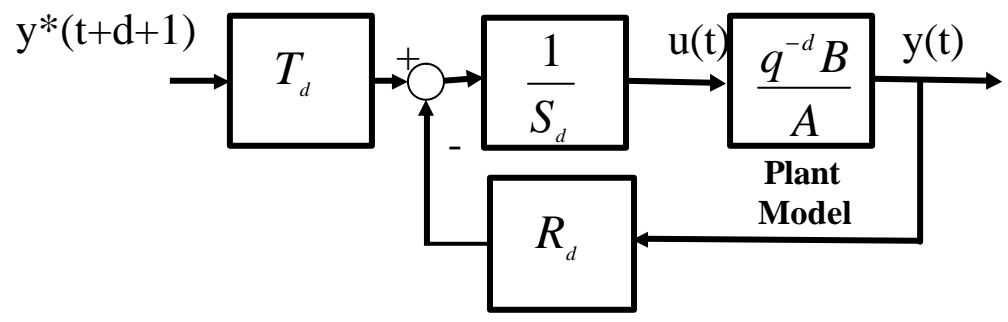 y*(t+d+1)
T_d
+
-
1
S_d
u(t)
q^{-d} B
A
y(t)
Plant
Model
R_d